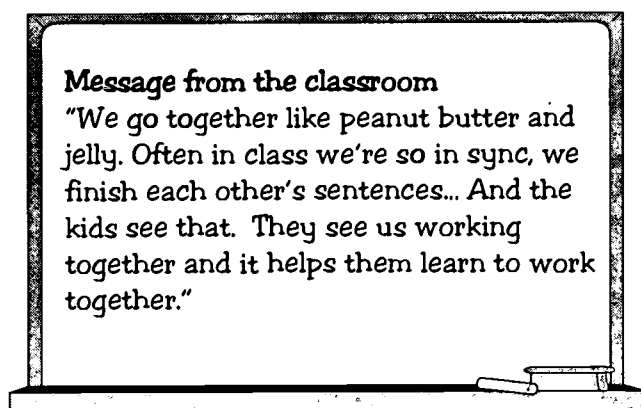 Message from the classroom
"We go together like peanut butter and
jelly. Often in class we're so in sync, we
finish each other's sentences... And the
kids see that.  They see us working
together and it helps them learn to work
together."